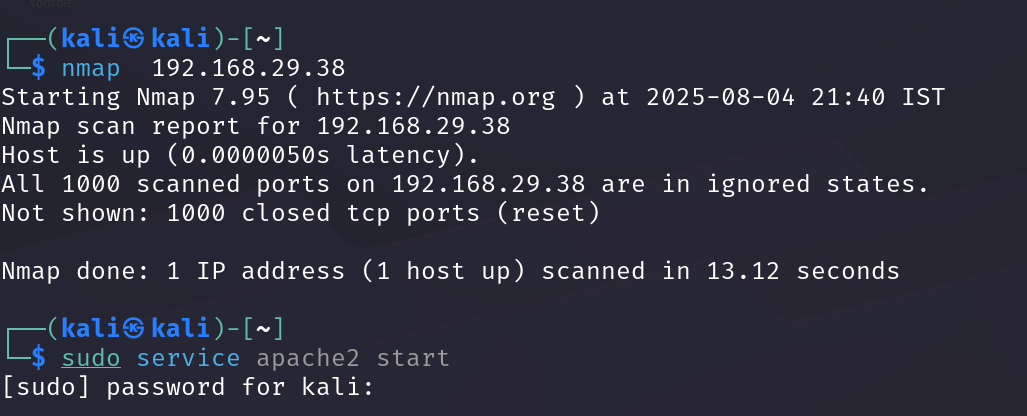 Konsole
┌──(kali㉿kali)-[~]
└─$ nmap  192.168.29.38
Starting Nmap 7.95 ( https://nmap.org ) at 2025-08-04 21:40 IST
Nmap scan report for 192.168.29.38
Host is up (0.0000050s latency).
All 1000 scanned ports on 192.168.29.38 are in ignored states.
Not shown: 1000 closed tcp ports (reset)
Nmap done: 1 IP address (1 host up) scanned in 13.12 seconds
┌──(kali㉿kali)-[~]
└─$ sudo service apache2 start
[sudo] password for kali: